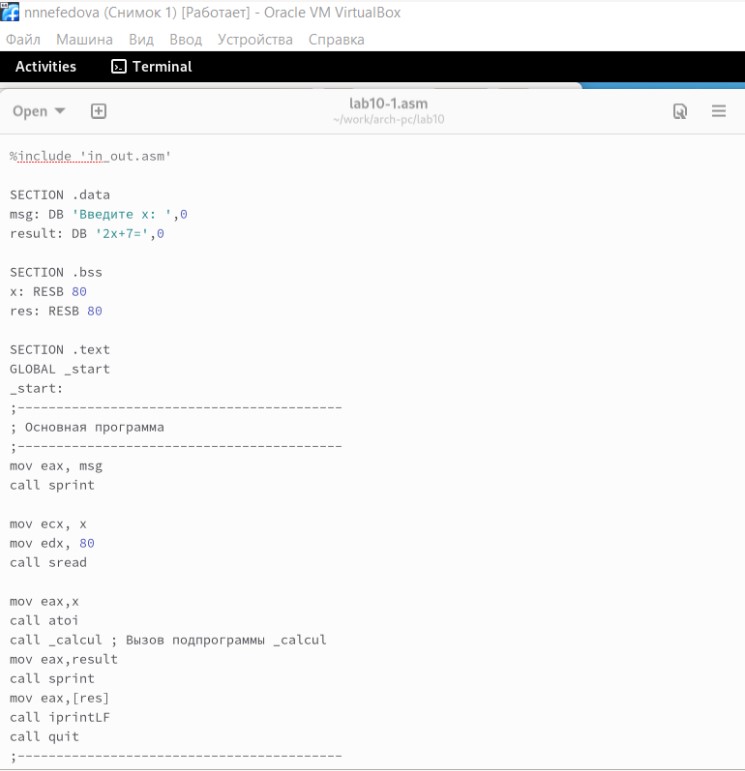 nnnefedova (Снимок 1) [Работает] - Oracle VM VirtualBox
Файл Машина Вид Ввод Устройства Справка
Activities Terminal
Open lab10-1.asm
~/work/arch-pc/lab10
%include 'in_out.asm'
SECTION .data
msg: DB 'Введите x: ',0
result: DB '2x+7=',0
SECTION .bss
x: RESB 80
res: RESB 80
SECTION .text
GLOBAL _start
_start:
;------------------------------------------
; Основная программа
;------------------------------------------
mov eax, msg
call sprint
mov ecx, x
mov edx, 80
call sread
mov eax,x
call atoi
call _calcul ; Вызов подпрограммы _calcul
mov eax,result
call sprint
mov eax,[res]
call iprintLF
call quit
;------------------------------------------